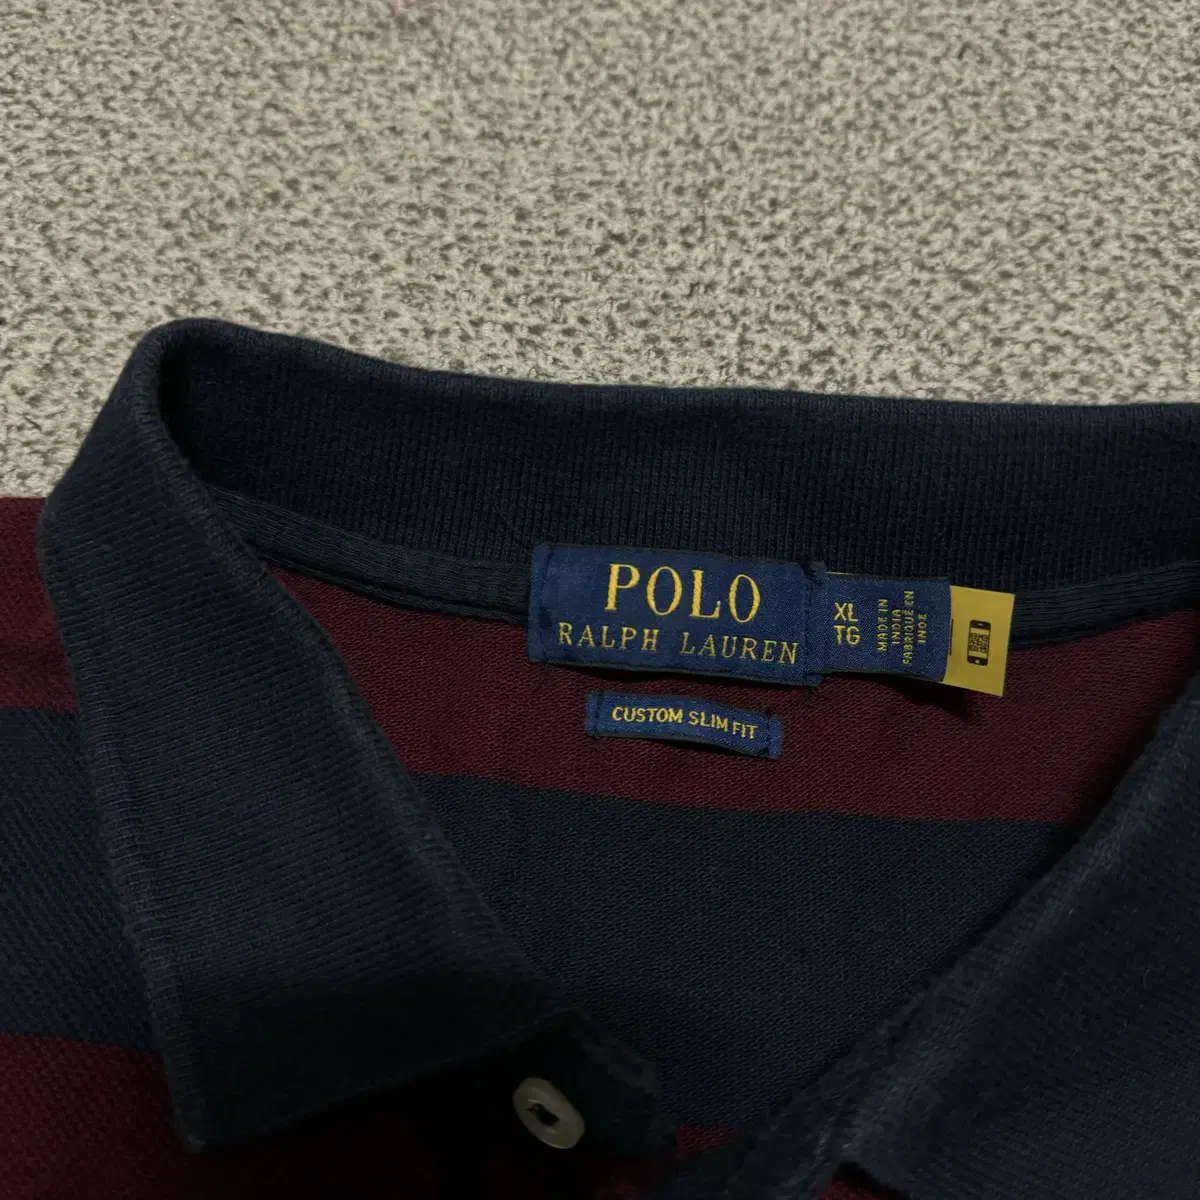 POLO
RALPH LAUREN
XL
TG
MADE IN
INDIA
FABRIQUÉ EN
INDE
CUSTOM SLIM FIT